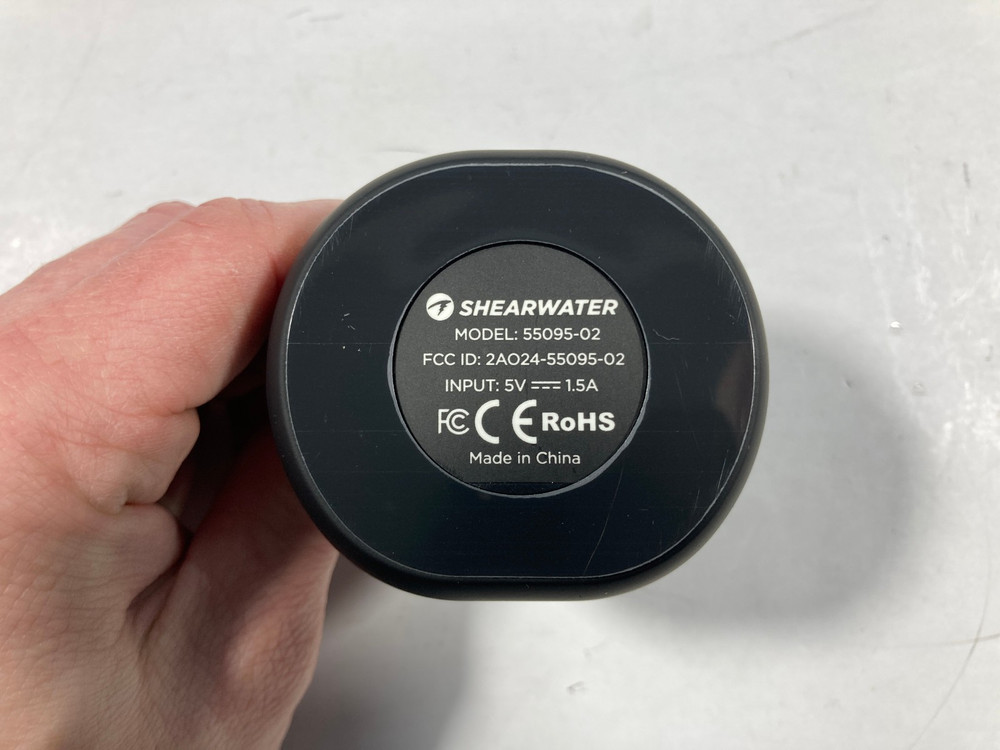 SHEARWATER
MODEL: 55095-02
FCC ID: 2AO24-55095-02
INPUT: 5V ⎓ 1.5A
FC CE RoHS
Made in China